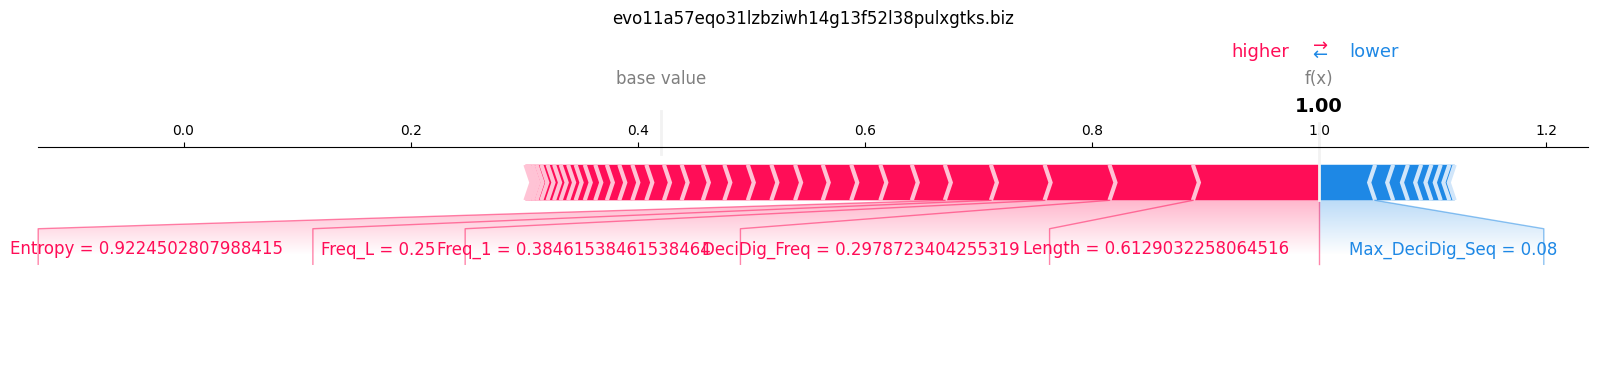 evo11a57eqo31lzbziwh14g13f52l38pulxgtks.biz
higher ⇄ lower
base value f(x)
1.00
0.0 0.2 0.4 0.6 0.8 1.0 1.2
Entropy = 0.9224502807988415 Freq_L = 0.25 Freq_1 = 0.38461538461538464 DeciDig_Freq = 0.2978723404255319 Length = 0.6129032258064516 Max_DeciDig_Seq = 0.08